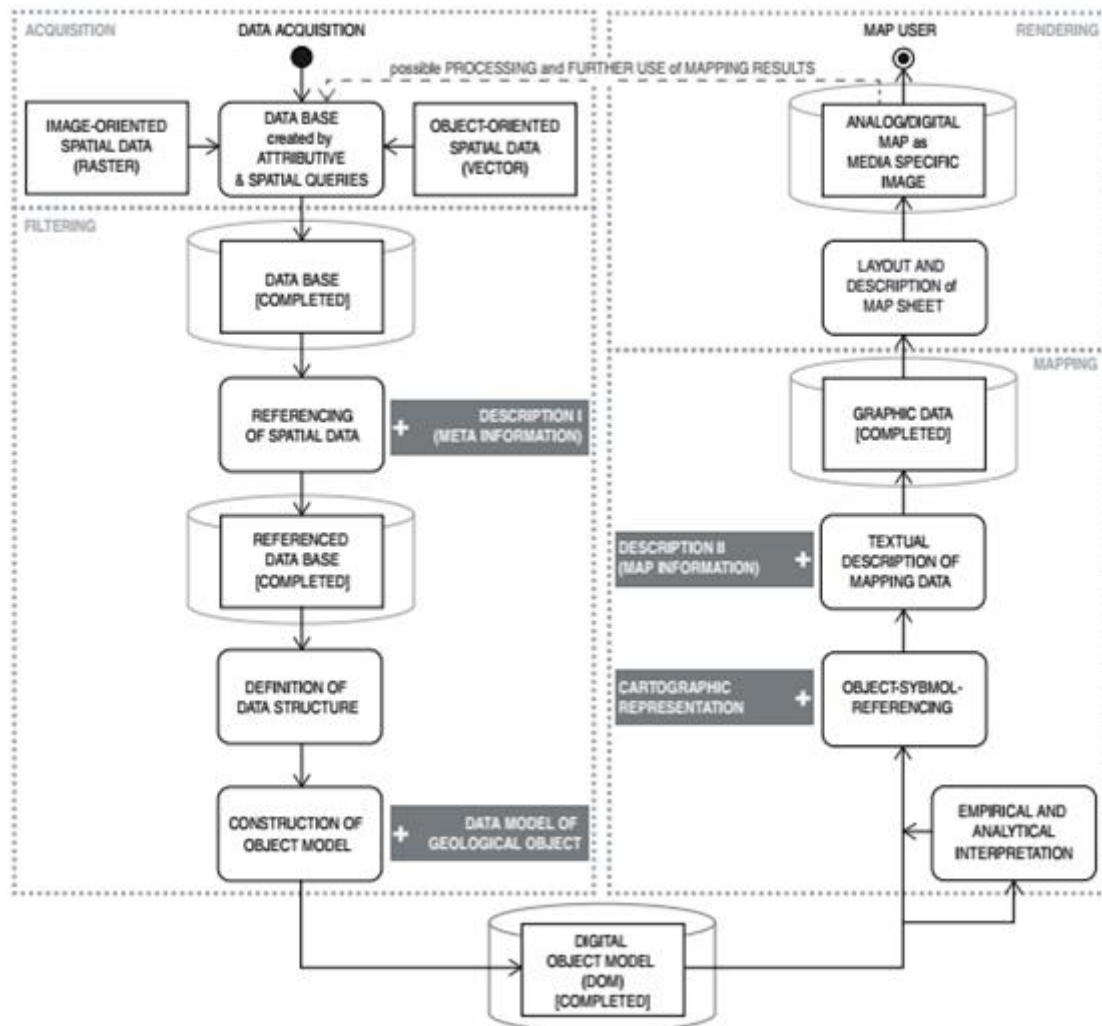 ACQUISITION
DATA ACQUISITION
MAP USER
RENDERING
possible PROCESSING and FURTHER USE of MAPPING RESULTS
IMAGE-ORIENTED
SPATIAL DATA
(RASTER)
DATA BASE
created by
ATTRIBUTIVE
& SPATIAL QUERIES
OBJECT-ORIENTED
SPATIAL DATA
(VECTOR)
ANALOG/DIGITAL
MAP as
MEDIA SPECIFIC
IMAGE
FILTERING
DATA BASE
[COMPLETED]
LAYOUT AND
DESCRIPTION of
MAP SHEET
MAPPING
REFERENCING
OF SPATIAL DATA
+ DESCRIPTION I
(META INFORMATION)
GRAPHIC DATA
[COMPLETED]
REFERENCED
DATA BASE
[COMPLETED]
DESCRIPTION II
(MAP INFORMATION) +
TEXTUAL
DESCRIPTION OF
MAPPING DATA
DEFINITION OF
DATA STRUCTURE
CARTOGRAPHIC
REPRESENTATION +
OBJECT-SYBMOL-
REFERENCING
CONSTRUCTION OF
OBJECT MODEL
+ DATA MODEL OF
GEOLOGICAL OBJECT
EMPIRICAL AND
ANALYTICAL
INTERPRETATION
DIGITAL
OBJECT MODEL
(DOM)
[COMPLETED]